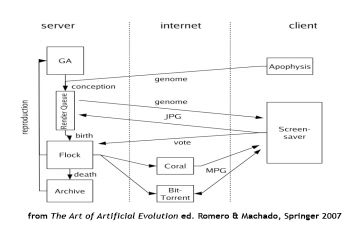 server
internet
client
GA
Apophysis
genome
conception
reproduction
Render Queue
genome
JPG
birth
vote
Screen-
saver
Flock
Coral
MPG
death
Bit-
Torrent
Archive
from The Art of Artificial Evolution ed. Romero & Machado, Springer 2007